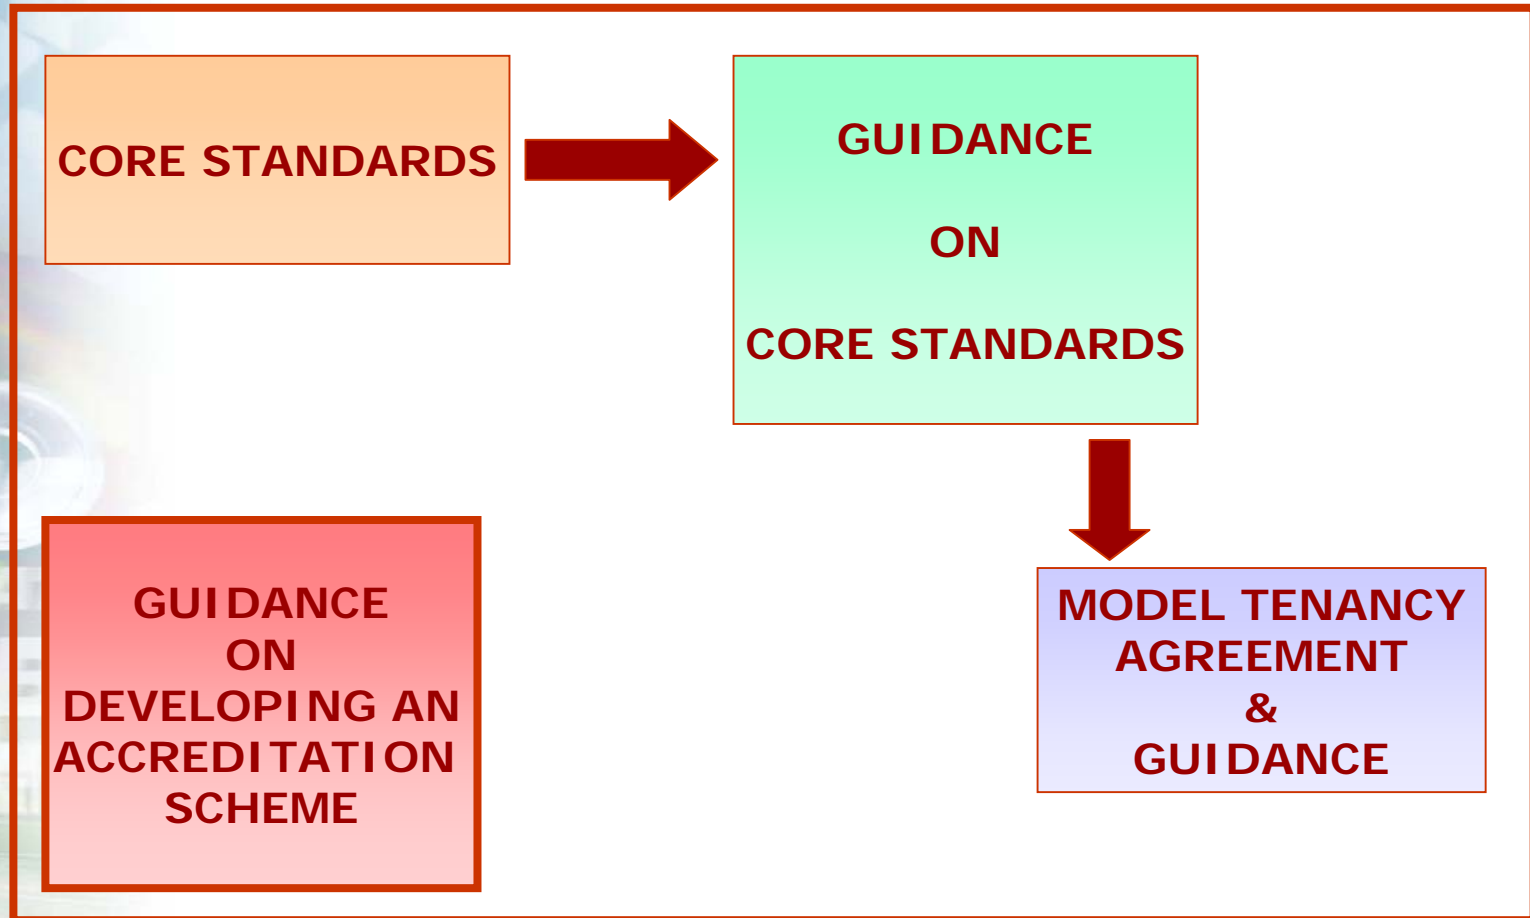 CORE STANDARDS
GUIDANCE
ON
CORE STANDARDS
GUIDANCE
ON
DEVELOPING AN
ACCREDITATION
SCHEME
MODEL TENANCY
AGREEMENT
&
GUIDANCE